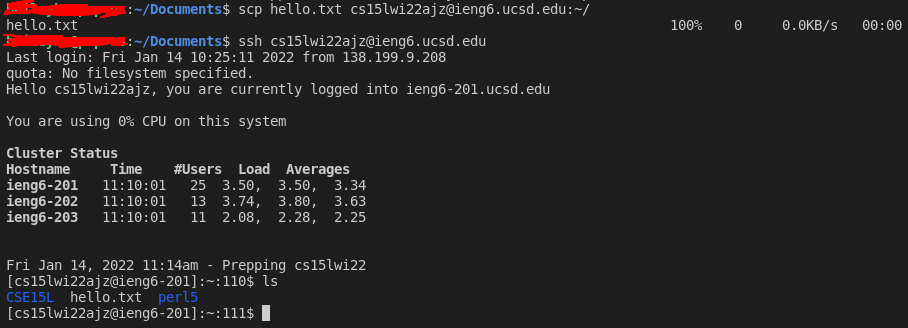 :~/Documents$ scp hello.txt cs15lwi22ajz@ieng6.ucsd.edu:~/
hello.txt 100% 0 0.0KB/s 00:00
:~/Documents$ ssh cs15lwi22ajz@ieng6.ucsd.edu
Last login: Fri Jan 14 10:25:11 2022 from 138.199.9.208
quota: No filesystem specified.
Hello cs15lwi22ajz, you are currently logged into ieng6-201.ucsd.edu
You are using 0% CPU on this system
Cluster Status
Hostname Time #Users Load Averages
ieng6-201 11:10:01 25 3.50, 3.50, 3.34
ieng6-202 11:10:01 13 3.74, 3.80, 3.63
ieng6-203 11:10:01 11 2.08, 2.28, 2.25
Fri Jan 14, 2022 11:14am - Prepping cs15lwi22
[cs15lwi22ajz@ieng6-201]:~:110$ ls
CSE15L hello.txt perl5
[cs15lwi22ajz@ieng6-201]:~:111$